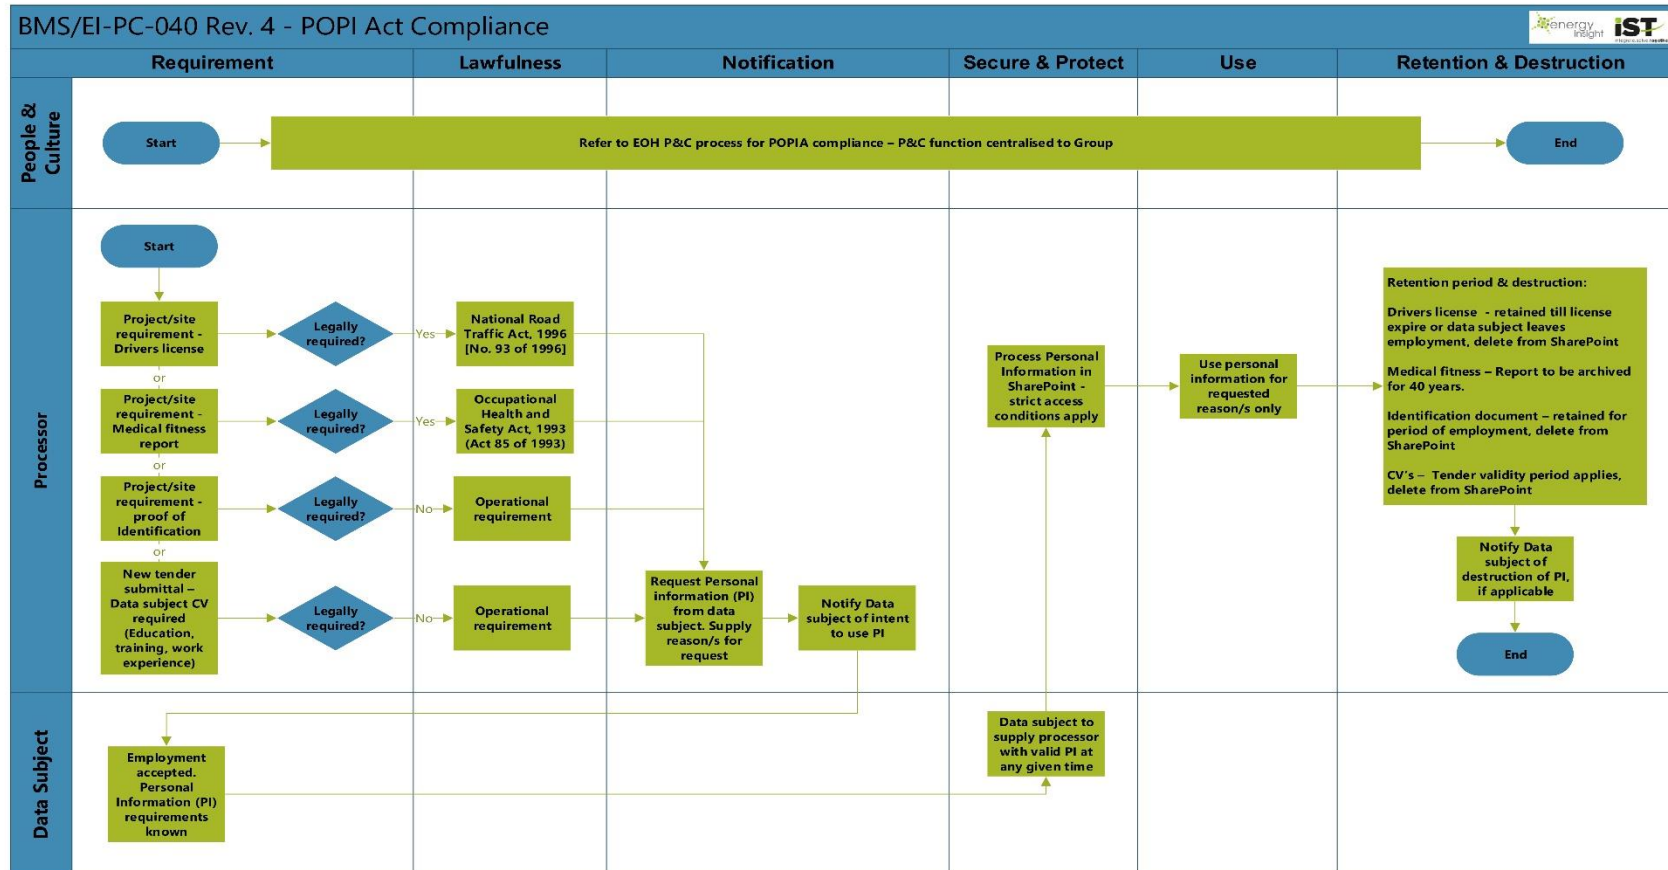 BMS/EI-PC-040 Rev. 4 - POPI Act Compliance
energy
insight
iST
Requirement
Lawfulness
Notification
Secure & Protect
Use
Retention & Destruction
People &
Culture
Start
Refer to EOH P&C process for POPIA compliance – P&C function centralised to Group
End
Processor
Start
Project/site
requirement -
Drivers license
Legally
required?
Yes
National Road
Traffic Act, 1996
[No. 93 of 1996]
or
Project/site
requirement -
Medical fitness
report
Legally
required?
Yes
Occupational
Health and
Safety Act, 1993
(Act 85 of 1993)
or
Project/site
requirement -
proof of
Identification
Legally
required?
No
Operational
requirement
or
New tender
submittal –
Data subject CV
required
(Education,
training, work
experience)
Legally
required?
No
Operational
requirement
Request Personal
information (PI)
from data
subject. Supply
reason/s for
request
Notify Data
subject of intent
to use PI
Process Personal
Information in
SharePoint -
strict access
conditions apply
Use personal
information for
requested
reason/s only
Retention period & destruction:
Drivers license - retained till license
expire or data subject leaves
employment, delete from SharePoint
Medical fitness – Report to be archived
for 40 years.
Identification document – retained for
period of employment, delete from
SharePoint
CV's – Tender validity period applies,
delete from SharePoint
Notify Data
subject of
destruction of PI,
if applicable
End
Data Subject
Employment
accepted.
Personal
Information (PI)
requirements
known
Data subject to
supply processor
with valid PI at
any given time